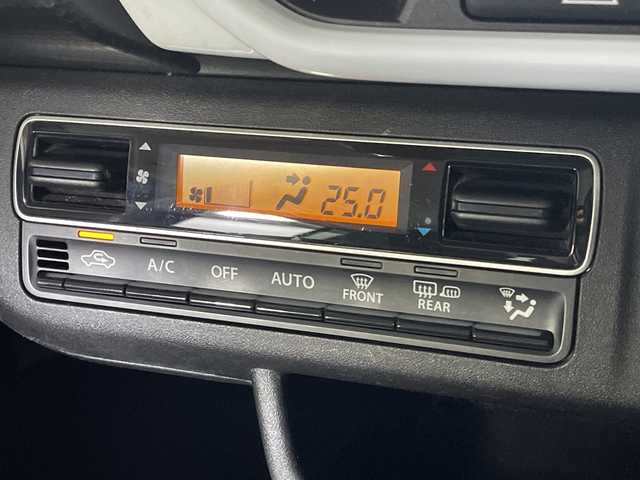 25.0
A/C OFF AUTO FRONT REAR